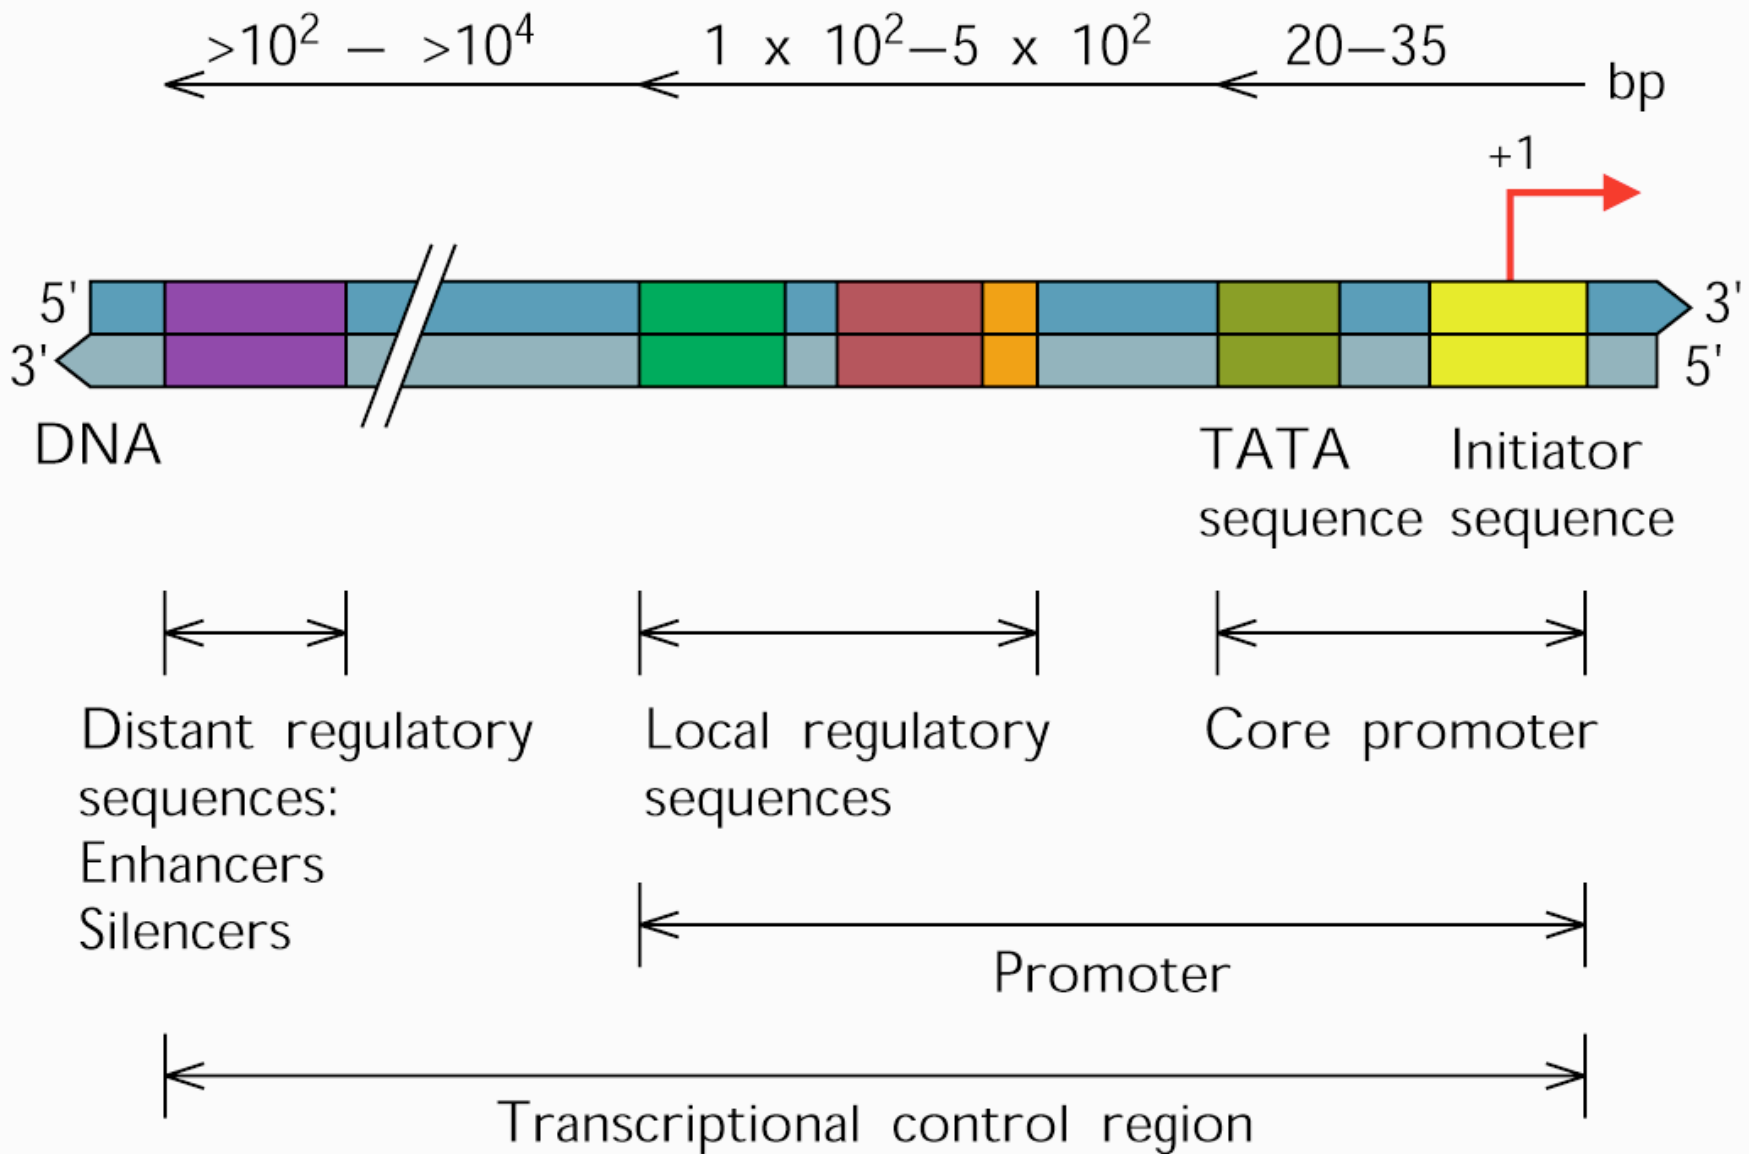 >10² – >10⁴ 1 x 10²–5 x 10² 20–35 bp
+1
5' 3'
3' 5'
DNA
TATA Initiator
sequence sequence
Distant regulatory Local regulatory Core promoter
sequences: sequences
Enhancers
Silencers
Promoter
Transcriptional control region